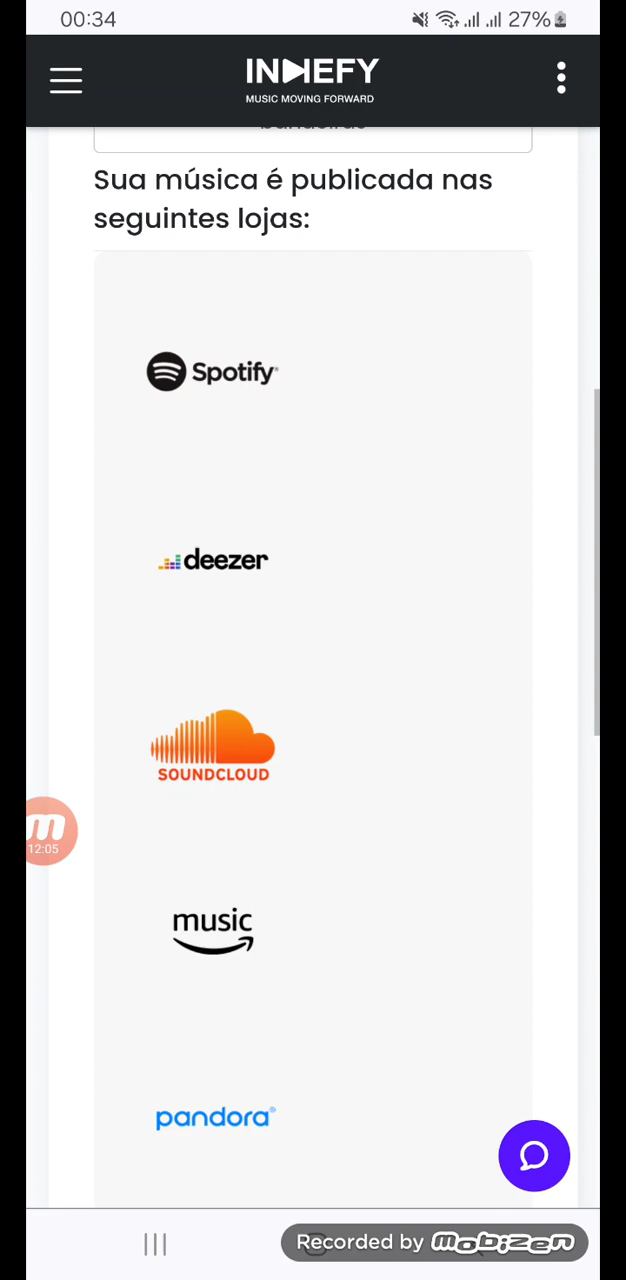 00:34
27%
INDIEFY
MUSIC MOVING FORWARD
Sua música é publicada nas
seguintes lojas:
Spotify
deezer
SOUNDCLOUD
12:05
music
pandora
Recorded by mobizen